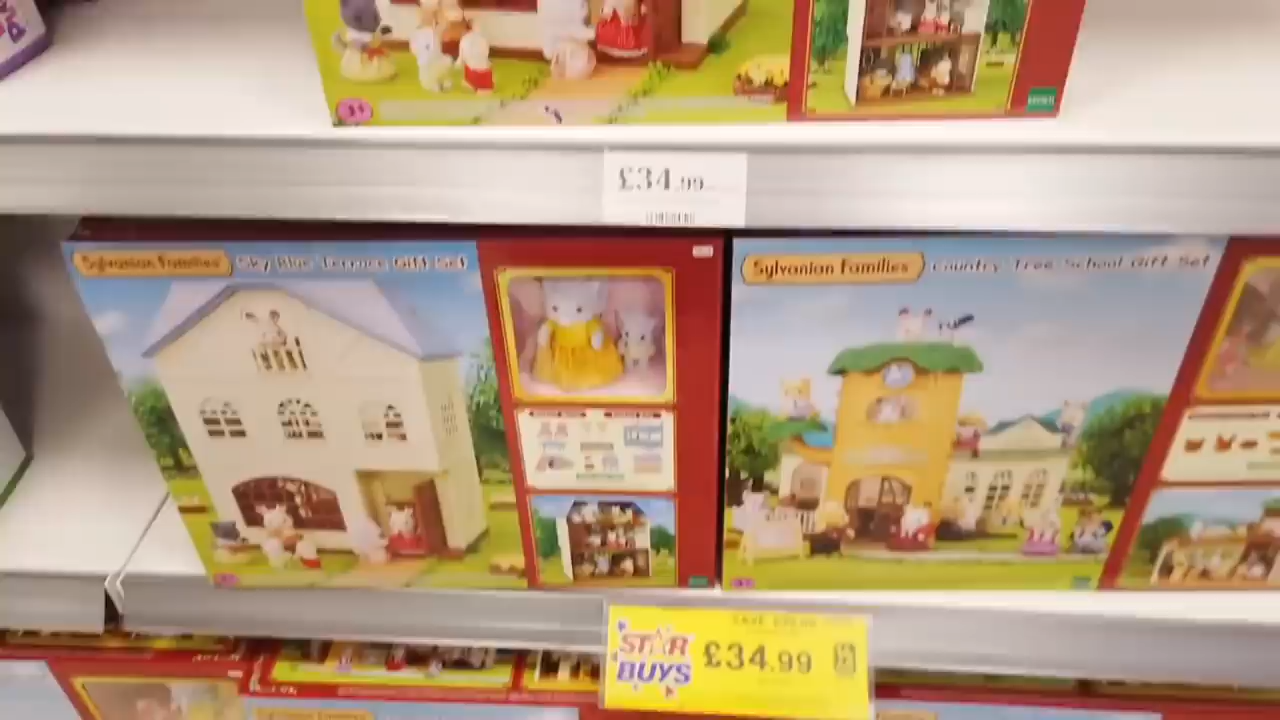 £34.99
Sylvanian Families Sky Blue Terrace Gift Set
Sylvanian Families Country Tree School Gift Set
STAR BUYS
£34.99